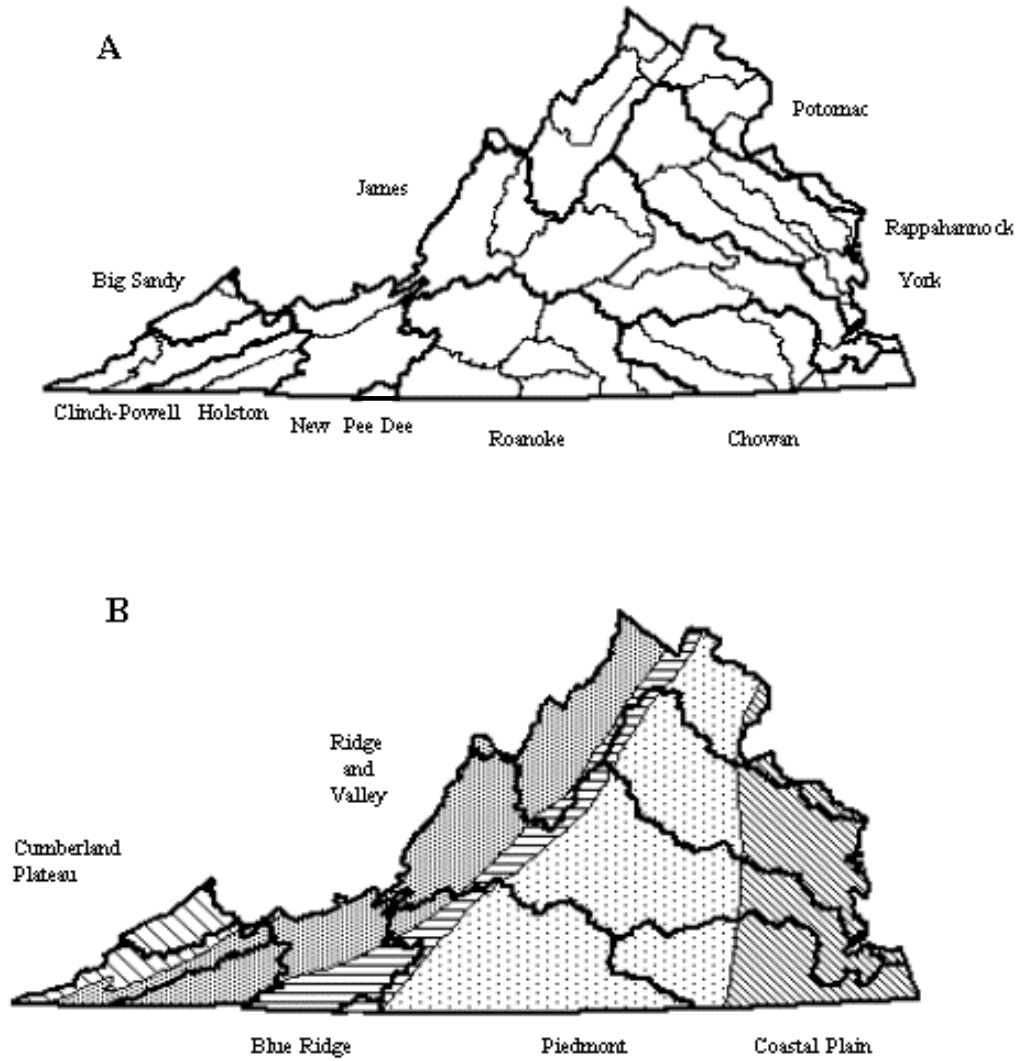 A
Potomac
James
Rappahannock
Big Sandy
York
Clinch-Powell Holston
New Pee Dee
Roanoke
Chowan
B
Ridge
and
Valley
Cumberland
Plateau
Blue Ridge
Piedmont
Coastal Plain